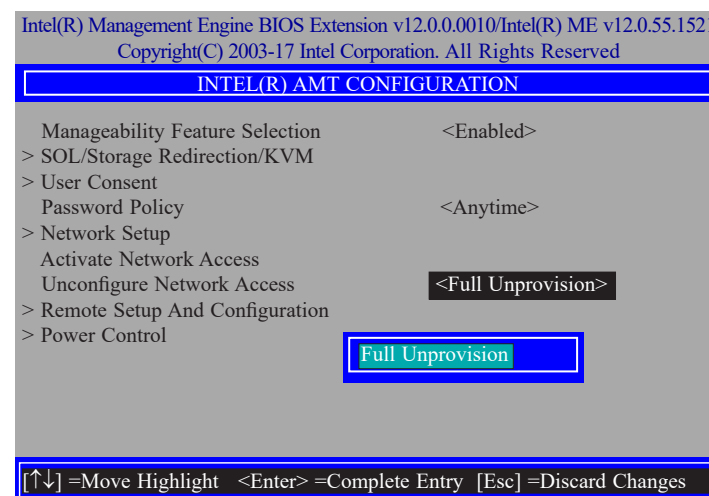 Intel(R) Management Engine BIOS Extension v12.0.0.0010/Intel(R) ME v12.0.55.152
Copyright(C) 2003-17 Intel Corporation. All Rights Reserved
INTEL(R) AMT CONFIGURATION
Manageability Feature Selection <Enabled>
> SOL/Storage Redirection/KVM
> User Consent
Password Policy <Anytime>
> Network Setup
Activate Network Access
Unconfigure Network Access <Full Unprovision>
> Remote Setup And Configuration
> Power Control
Full Unprovision
[↑↓] =Move Highlight <Enter> =Complete Entry [Esc] =Discard Changes